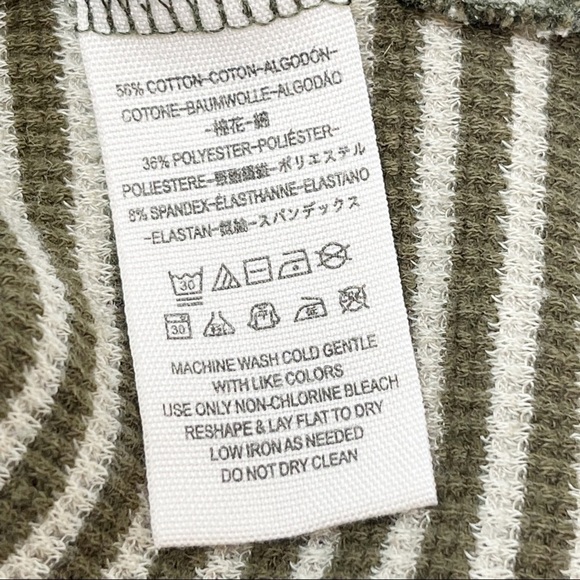 56% COTTON-COTON-ALGODÓN-
COTONE-BAUMWOLLE-ALGODÃO
-棉花-綿
36% POLYESTER-POLIÉSTER-
POLIESTERE-聚酯纖維-ポリエステル
8% SPANDEX-ÉLASTHANNE-ELASTANO
-ELASTAN-氨綸-スパンデックス
30
30
MACHINE WASH COLD GENTLE
WITH LIKE COLORS
USE ONLY NON-CHLORINE BLEACH
RESHAPE & LAY FLAT TO DRY
LOW IRON AS NEEDED
DO NOT DRY CLEAN